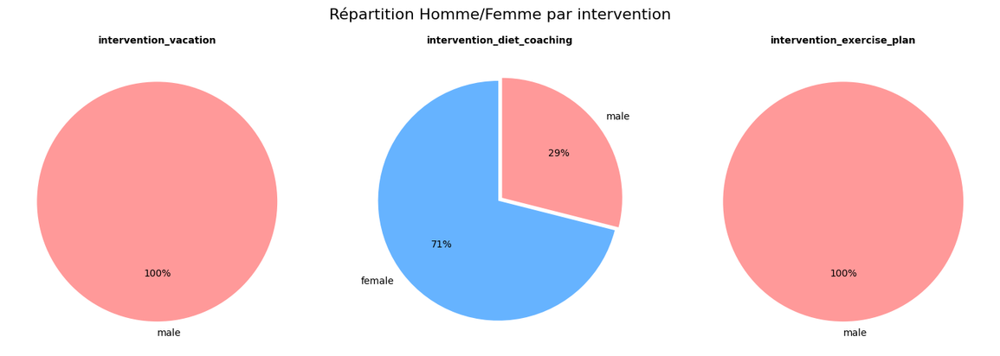 Répartition Homme/Femme par intervention
intervention_vacation
100%
male
intervention_diet_coaching
male
29%
71%
female
intervention_exercise_plan
100%
male